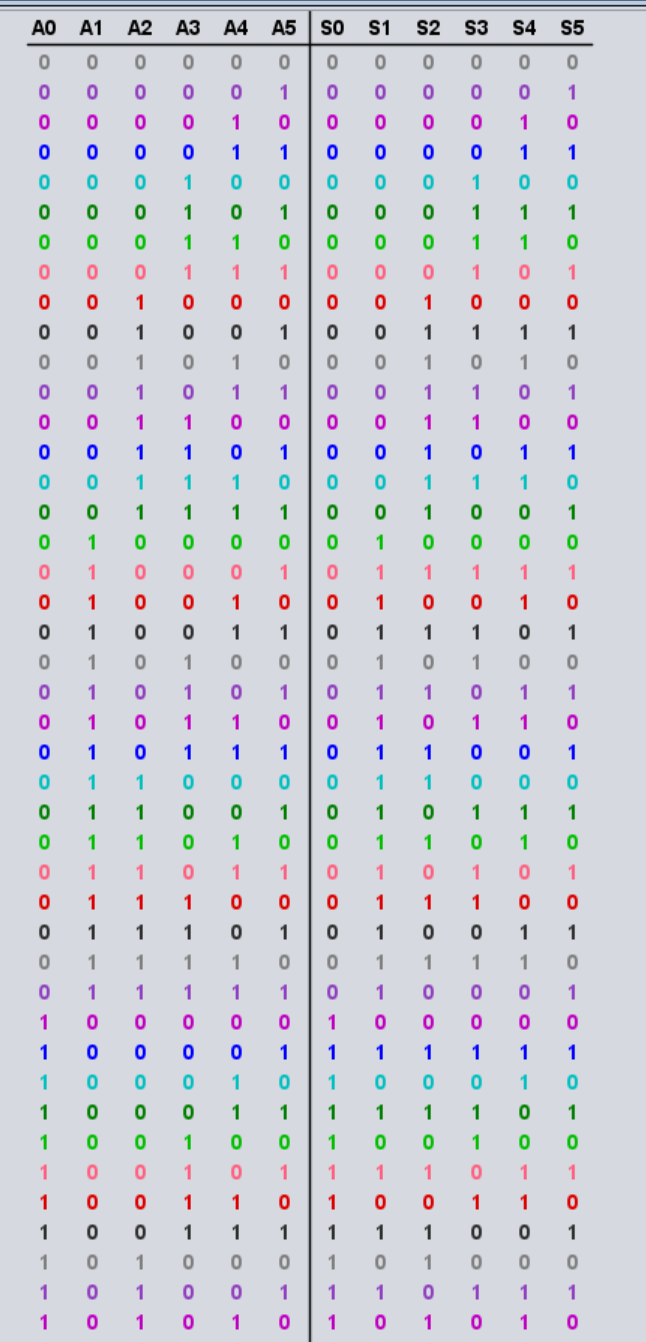 A0 A1 A2 A3 A4 A5 S0 S1 S2 S3 S4 S5
0 0 0 0 0 0 0 0 0 0 0 0
0 0 0 0 0 1 0 0 0 0 0 1
0 0 0 0 1 0 0 0 0 0 1 0
0 0 0 0 1 1 0 0 0 0 1 1
0 0 0 1 0 0 0 0 0 1 0 0
0 0 0 1 0 1 0 0 0 1 1 1
0 0 0 1 1 0 0 0 0 1 1 0
0 0 0 1 1 1 0 0 0 1 0 1
0 0 1 0 0 0 0 0 1 0 0 0
0 0 1 0 0 1 0 0 1 1 1 1
0 0 1 0 1 0 0 0 1 0 1 0
0 0 1 0 1 1 0 0 1 1 0 1
0 0 1 1 0 0 0 0 1 1 0 0
0 0 1 1 0 1 0 0 1 0 1 1
0 0 1 1 1 0 0 0 1 1 1 0
0 0 1 1 1 1 0 0 1 0 0 1
0 1 0 0 0 0 0 1 0 0 0 0
0 1 0 0 0 1 0 1 1 1 1 1
0 1 0 0 1 0 0 1 0 0 1 0
0 1 0 0 1 1 0 1 1 1 0 1
0 1 0 1 0 0 0 1 0 1 0 0
0 1 0 1 0 1 0 1 1 0 1 1
0 1 0 1 1 0 0 1 0 1 1 0
0 1 0 1 1 1 0 1 1 0 0 1
0 1 1 0 0 0 0 1 1 0 0 0
0 1 1 0 0 1 0 1 0 1 1 1
0 1 1 0 1 0 0 1 1 0 1 0
0 1 1 0 1 1 0 1 0 1 0 1
0 1 1 1 0 0 0 1 1 1 0 0
0 1 1 1 0 1 0 1 0 0 1 1
0 1 1 1 1 0 0 1 1 1 1 0
0 1 1 1 1 1 0 1 0 0 0 1
1 0 0 0 0 0 1 0 0 0 0 0
1 0 0 0 0 1 1 1 1 1 1 1
1 0 0 0 1 0 1 0 0 0 1 0
1 0 0 0 1 1 1 1 1 1 0 1
1 0 0 1 0 0 1 0 0 1 0 0
1 0 0 1 0 1 1 1 1 0 1 1
1 0 0 1 1 0 1 0 0 1 1 0
1 0 0 1 1 1 1 1 1 0 0 1
1 0 1 0 0 0 1 0 1 0 0 0
1 0 1 0 0 1 1 1 0 1 1 1
1 0 1 0 1 0 1 0 1 0 1 0